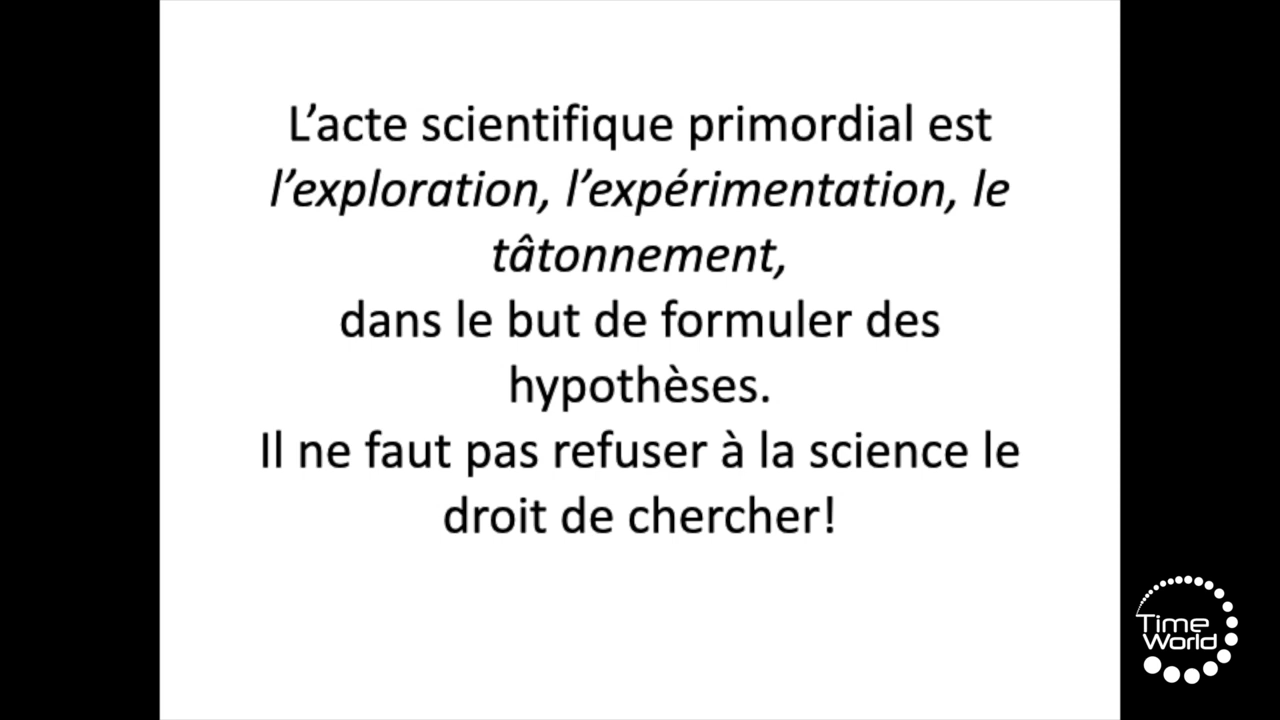 L’acte scientifique primordial est
l’exploration, l’expérimentation, le
tâtonnement,
dans le but de formuler des
hypothèses.
Il ne faut pas refuser à la science le
droit de chercher!
Time
World